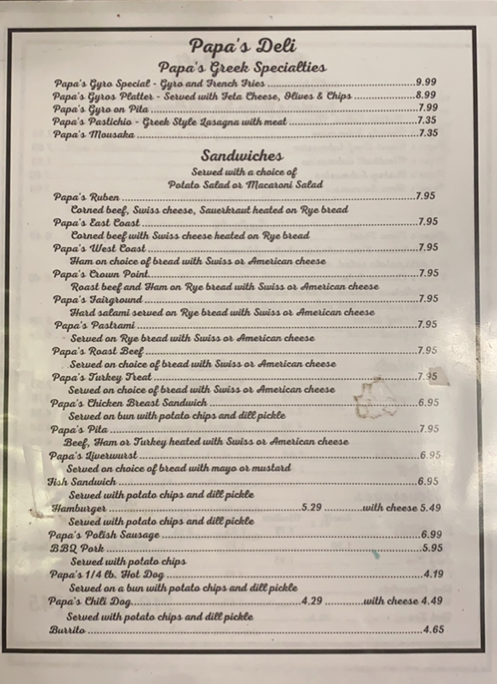 Papa's Deli
Papa's Greek Specialties
Papa's Gyro Special - Gyro and French Fries 9.99
Papa's Gyros Platter - Served with Feta Cheese, Olives & Chips 8.99
Papa's Gyro on Pita 7.99
Papa's Pastichio - Greek Style Lasagna with meat 7.35
Papa's Mousaka 7.35
Sandwiches
Served with a choice of
Potato Salad or Macaroni Salad
Papa's Ruben 7.95
Corned beef, Swiss cheese, Sauerkraut heated on Rye bread
Papa's East Coast 7.95
Corned beef with Swiss cheese heated on Rye bread
Papa's West Coast 7.95
Ham on choice of bread with Swiss or American cheese
Papa's Crown Point 7.95
Roast beef and Ham on Rye bread with Swiss or American cheese
Papa's Fairground 7.95
Hard salami served on Rye bread with Swiss or American cheese
Papa's Pastrami 7.95
Served on Rye bread with Swiss or American cheese
Papa's Roast Beef 7.95
Served on choice of bread with Swiss or American cheese
Papa's Turkey Treat 7.95
Served on choice of bread with Swiss or American cheese
Papa's Chicken Breast Sandwich 6.95
Served on bun with potato chips and dill pickle
Papa's Pita 7.95
Beef, Ham or Turkey heated with Swiss or American cheese
Papa's Liverwurst 6.95
Served on choice of bread with mayo or mustard
Fish Sandwich 6.95
Served with potato chips and dill pickle
Hamburger 5.29 with cheese 5.49
Served with potato chips and dill pickle
Papa's Polish Sausage 6.99
BBQ Pork 5.95
Served with potato chips
Papa's 1/4 lb. Hot Dog 4.19
Served on a bun with potato chips and dill pickle
Papa's Chili Dog 4.29 with cheese 4.49
Served with potato chips and dill pickle
Burrito 4.65